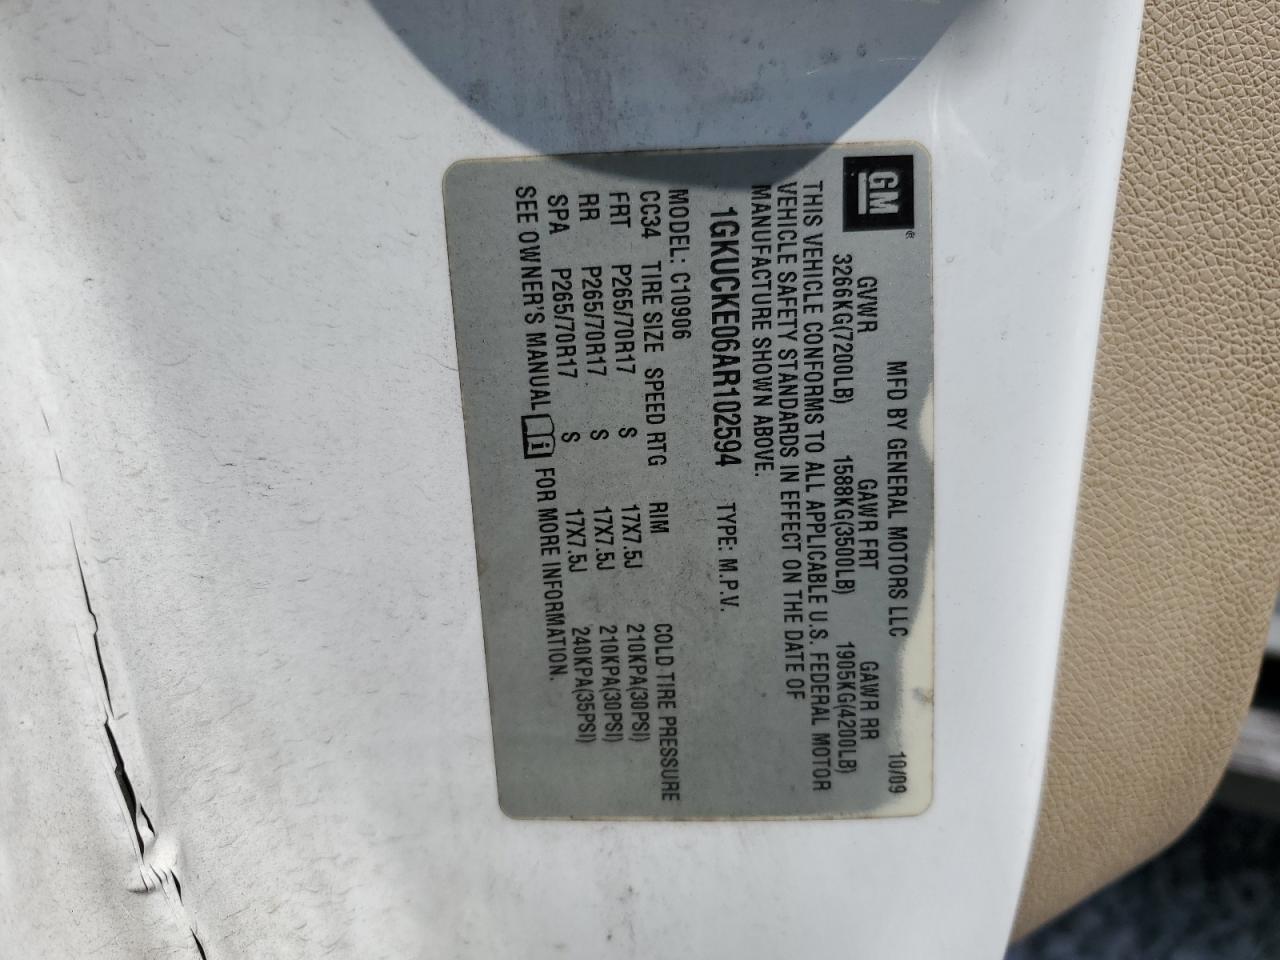 GM®
MFD BY GENERAL MOTORS LLC 10/09
GVWR GAWR FRT GAWR RR
3266KG(7200LB) 1588KG(3500LB) 1905KG(4200LB)
THIS VEHICLE CONFORMS TO ALL APPLICABLE U.S. FEDERAL MOTOR
VEHICLE SAFETY STANDARDS IN EFFECT ON THE DATE OF
MANUFACTURE SHOWN ABOVE.
1GKUCKE06AR102594 TYPE: M.P.V.
MODEL: C10906
CC34 TIRE SIZE SPEED RTG RIM COLD TIRE PRESSURE
FRT P265/70R17 S 17X7.5J 210KPA(30PSI)
RR P265/70R17 S 17X7.5J 210KPA(30PSI)
SPA P265/70R17 S 17X7.5J 240KPA(35PSI)
SEE OWNER'S MANUAL i FOR MORE INFORMATION.